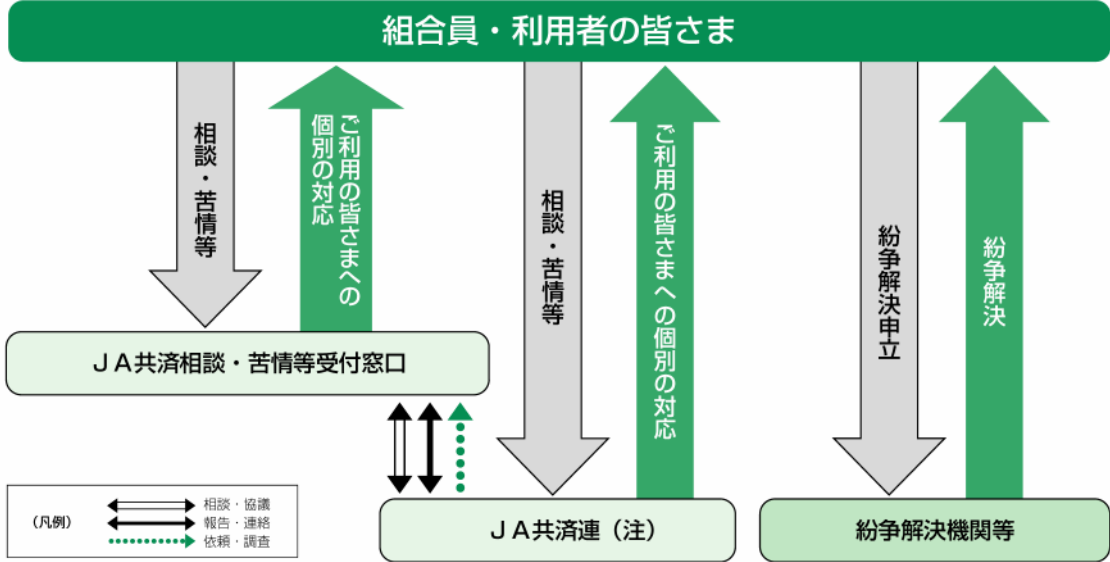 組合員・利用者の皆さま
相談・苦情等
ご利用の皆さまへの
個別の対応
相談・苦情等
ご利用の皆さまへの個別の対応
紛争解決申立
紛争解決
ＪＡ共済相談・苦情等受付窓口
(凡例)
相談・協議
報告・連絡
依頼・調査
ＪＡ共済連（注）
紛争解決機関等